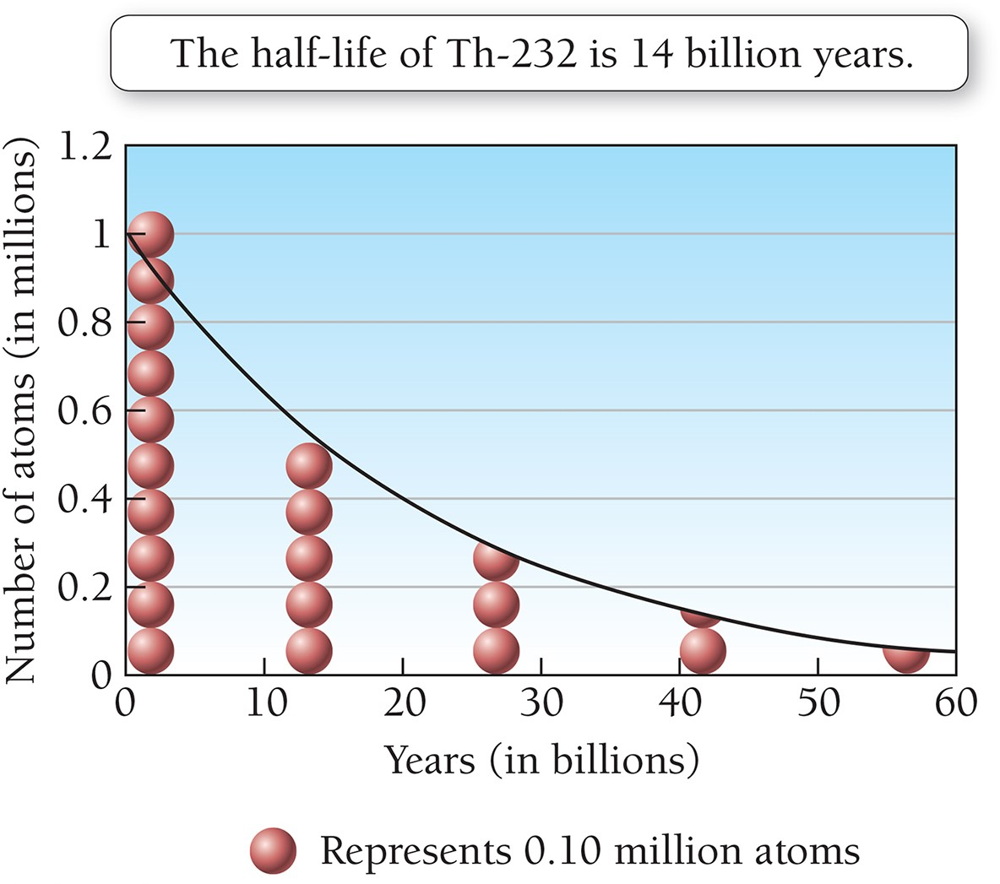 The half-life of Th-232 is 14 billion years.
Number of atoms (in millions)
1.2
1
0.8
0.6
0.4
0.2
0
0 10 20 30 40 50 60
Years (in billions)
Represents 0.10 million atoms